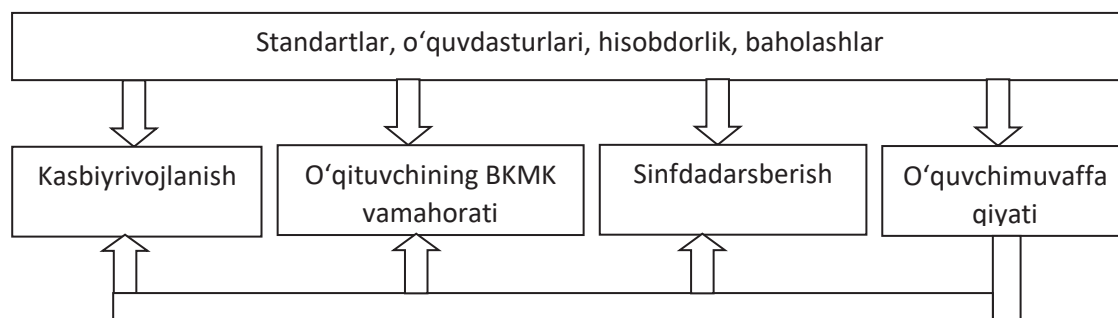 Standartlar, o‘quvdasturlari, hisobdorlik, baholashlar
Kasbiyrivojlanish
O‘qituvchining BKMK
vamahorati
Sinfdadarsberish
O‘quvchimuvaffa
qiyati